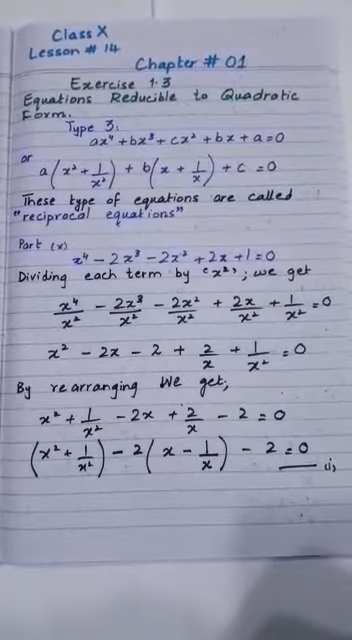 Class X
Lesson # 14
Chapter # 01
Exercise 1.3
Equations Reducible to Quadratic
Form.
Type 3:
ax⁴ + bx³ + cx² + bx + a = 0
or
a(x² + 1/x²) + b(x + 1/x) + c = 0
These type of equations are called
"reciprocal equations"
Part (x)
x⁴ - 2x³ - 2x² + 2x + 1 = 0
Dividing each term by 'x²', we get
x⁴/x² - 2x³/x² - 2x²/x² + 2x/x² + 1/x² = 0
x² - 2x - 2 + 2/x + 1/x² = 0
By rearranging We get,
x² + 1/x² - 2x + 2/x - 2 = 0
(x² + 1/x²) - 2(x - 1/x) - 2 = 0 — (i)